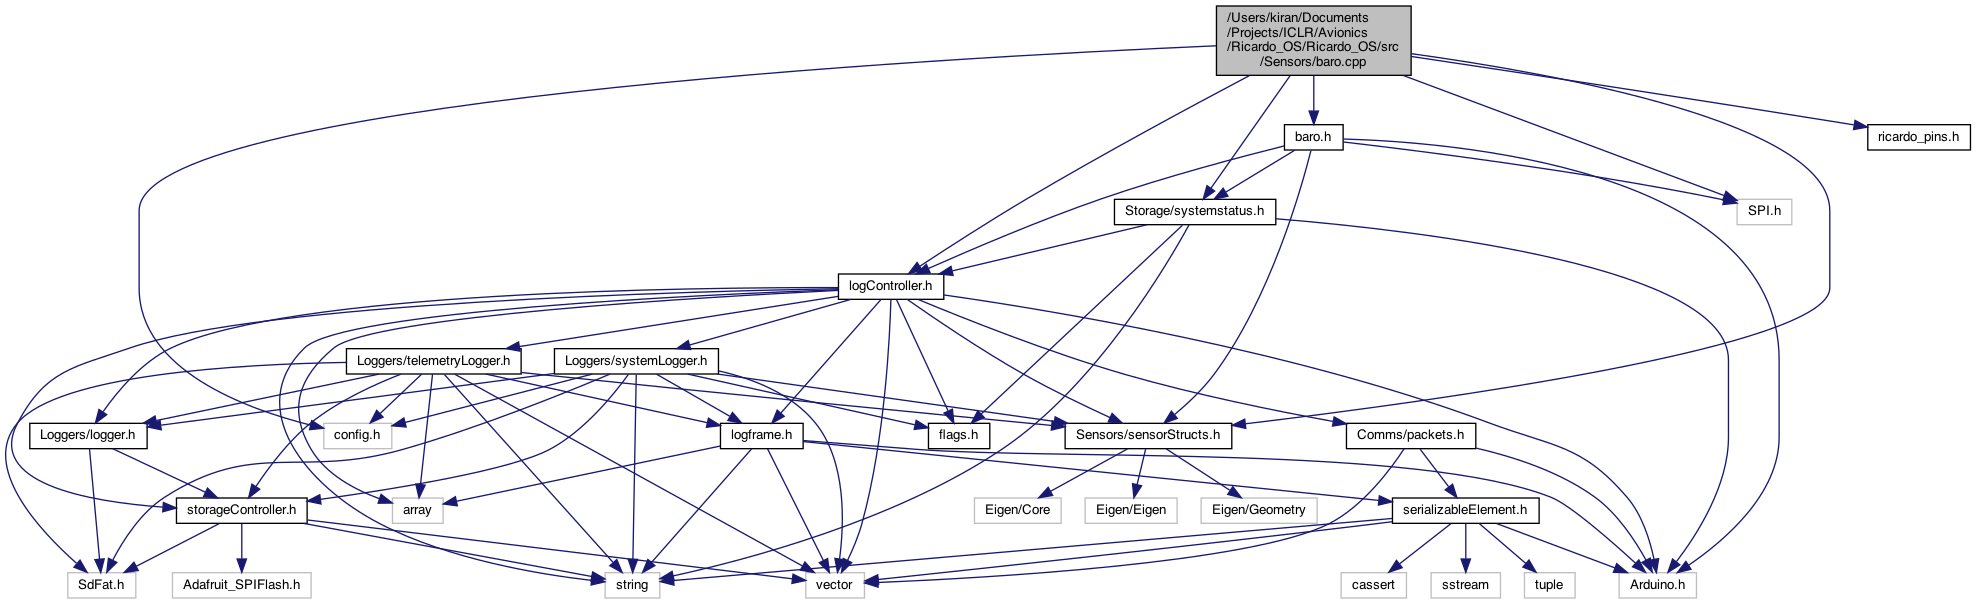 /Users/kiran/Documents
/Projects/ICLR/Avionics
/Ricardo_OS/Ricardo_OS/src
/Sensors/baro.cpp
baro.h
ricardo_pins.h
Storage/systemstatus.h
SPI.h
logController.h
Loggers/telemetryLogger.h
Loggers/systemLogger.h
Loggers/logger.h
config.h
logframe.h
flags.h
Sensors/sensorStructs.h
Comms/packets.h
storageController.h
array
Eigen/Core
Eigen/Eigen
Eigen/Geometry
serializableElement.h
SdFat.h
Adafruit_SPIFlash.h
string
vector
cassert
sstream
tuple
Arduino.h